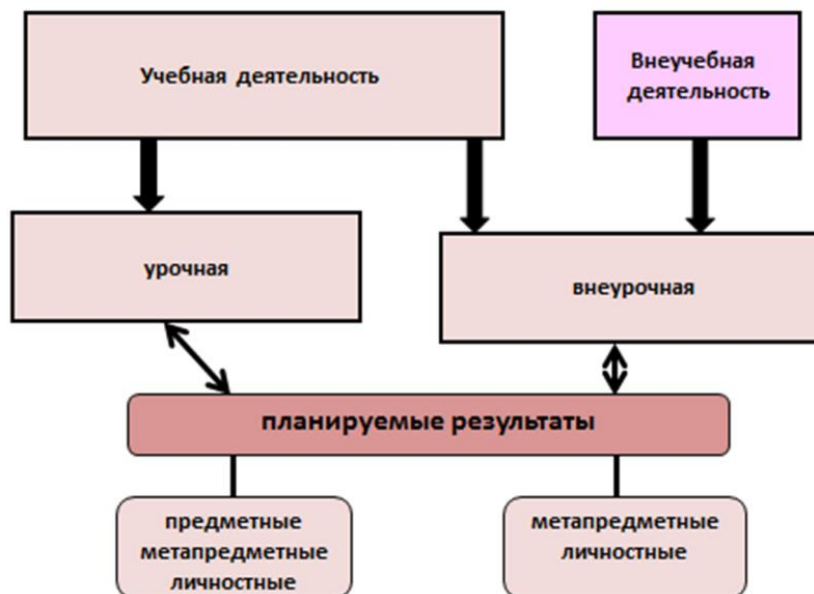 Учебная деятельность
Внеучебная
деятельность
урочная
внеурочная
планируемые результаты
предметные
метапредметные
личностные
метапредметные
личностные